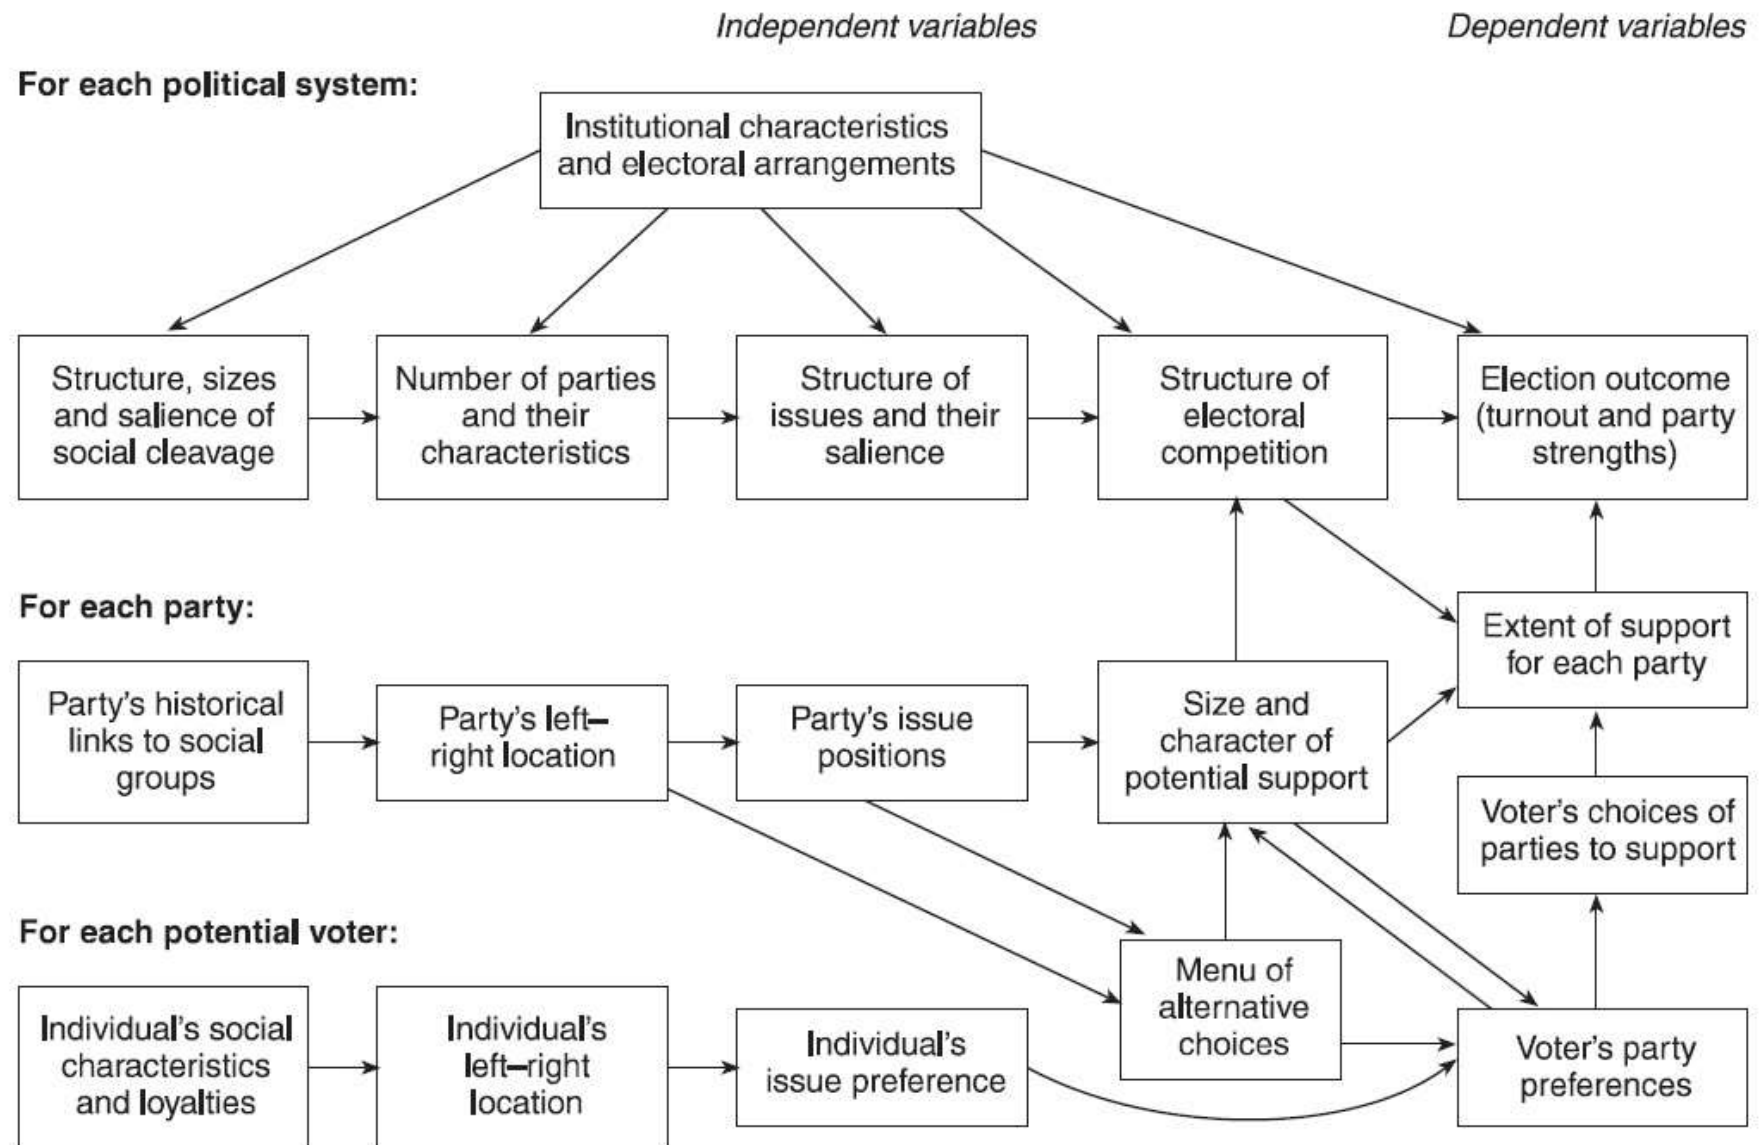 Independent variables
Dependent variables
For each political system:
Institutional characteristics
and electoral arrangements
Structure, sizes
and salience of
social cleavage
Number of parties
and their
characteristics
Structure of
issues and their
salience
Structure of
electoral
competition
Election outcome
(turnout and party
strengths)
For each party:
Extent of support
for each party
Party's historical
links to social
groups
Party's left–
right location
Party's issue
positions
Size and
character of
potential support
Voter's choices of
parties to support
For each potential voter:
Menu of
alternative
choices
Individual's social
characteristics
and loyalties
Individual's
left–right
location
Individual's
issue preference
Voter's party
preferences